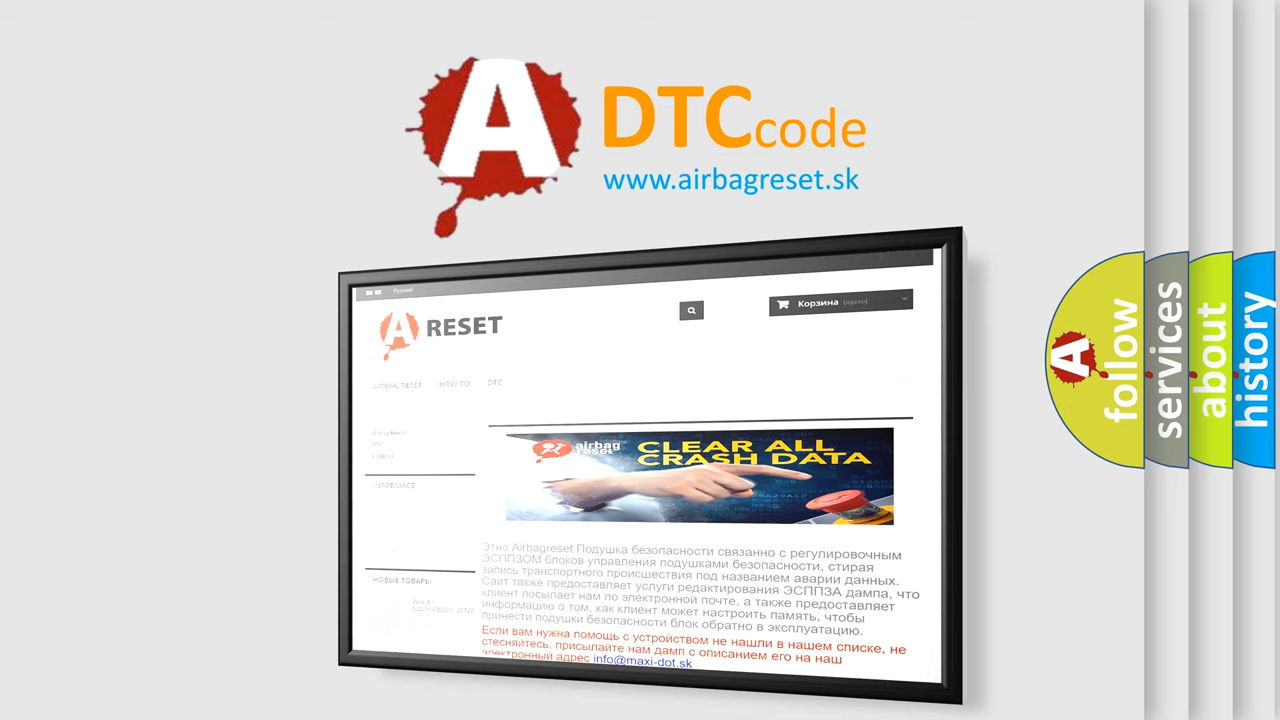 A
DTC code
www.airbagreset.sk
Русский
A RESET
Корзина (пусто)
AIRBAG RESET HOW TO DTC
INFORMACE
airbag
reset
CLEAR ALL
CRASH DATA
Этно Airbagreset Подушка безопасности связанно с регулировочным
ЭСППЗОМ блоков управления подушками безопасности, стирая
запись транспортного происшествия под названием аварии данных.
Сайт также предоставляет услуги редактирования ЭСППЗА дампа, что
клиент посылает нам по электронной почте, а также предоставляет
информацию о том, как клиент может настроить память, чтобы
принести подушки безопасности блок обратно в эксплуатацию.
Если вам нужна помощь с устройством не нашли в нашем списке, не
стесняйтесь, присылайте нам дамп с описанием его на наш
электронный адрес info@maxi-dot.sk
НОВЫЕ ТОВАРЫ
A
follow
services
about
history